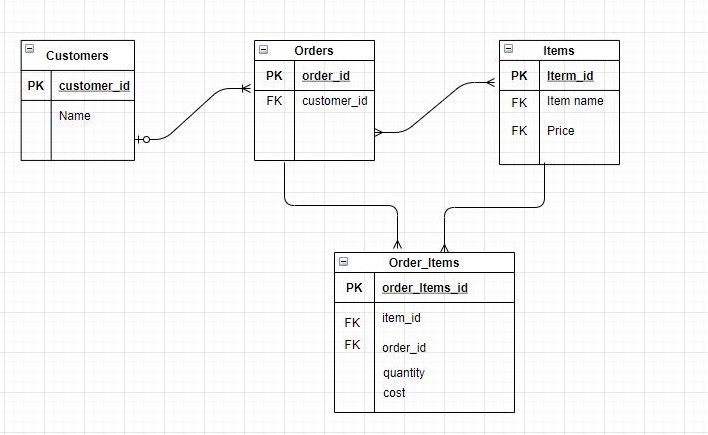 Customers
PK customer_id
Name
Orders
PK order_id
FK customer_id
Items
PK Iterm_id
FK Item name
FK Price
Order_Items
PK order_Items_id
FK item_id
FK order_id
quantity
cost